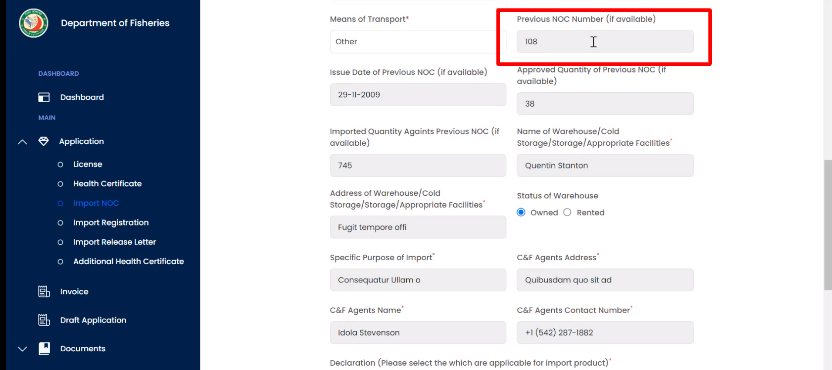 Department of Fisheries
DASHBOARD
Dashboard
MAIN
Application
License
Health Certificate
Import NOC
Import Registration
Import Release Letter
Additional Health Certificate
Invoice
Draft Application
Documents
Means of Transport*
Other
Previous NOC Number (if available)
108
Issue Date of Previous NOC (if available)
29-11-2009
Approved Quantity of Previous NOC (if
available)
38
Imported Quantity Againts Previous NOC (if
available)
745
Name of Warehouse/Cold
Storage/Storage/Appropriate Facilities*
Quentin Stanton
Address of Warehouse/Cold
Storage/Storage/Appropriate Facilities*
Fugit tempore offi
Status of Warehouse
Owned Rented
Specific Purpose of Import*
Consequatur Ullam o
C&F Agents Address*
Quibusdam quo sit ad
C&F Agents Name*
Idola Stevenson
C&F Agents Contact Number*
+1 (542) 287-1882
Declaration (Please select the which are applicable for import product)*